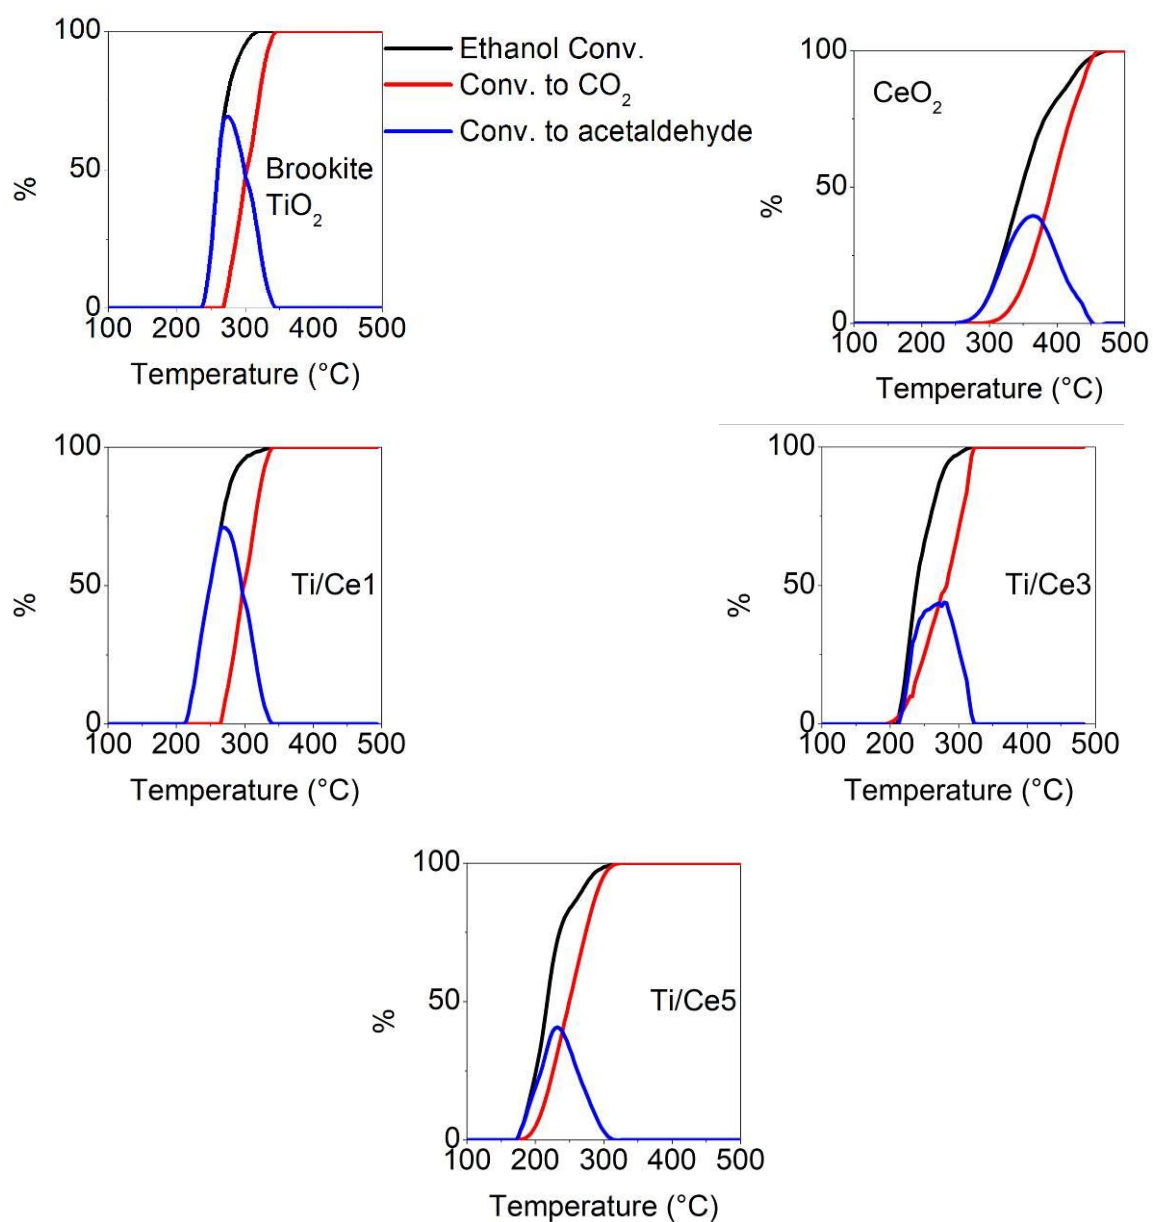 100
50
0
%
100 200 300 400 500
Temperature (°C)
Brookite
TiO₂
Ethanol Conv.
Conv. to CO₂
Conv. to acetaldehyde
100
50
0
%
100 200 300 400 500
Temperature (°C)
CeO₂
100
50
0
%
100 200 300 400 500
Temperature (°C)
Ti/Ce1
100
50
0
%
100 200 300 400 500
Temperature (°C)
Ti/Ce3
100
50
0
%
100 200 300 400 500
Temperature (°C)
Ti/Ce5